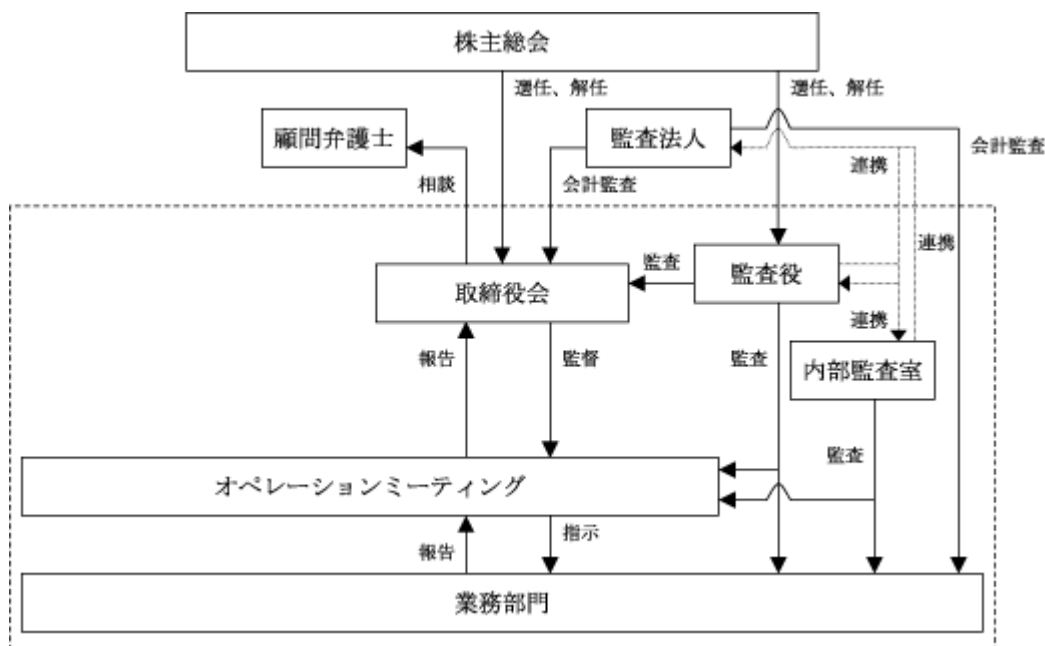 株主総会
選任、解任
選任、解任
顧問弁護士
監査法人
会計監査
連携
相談
会計監査
連携
監査
監査役
取締役会
連携
報告
監督
監査
内部監査室
監査
オペレーションミーティング
報告
指示
業務部門